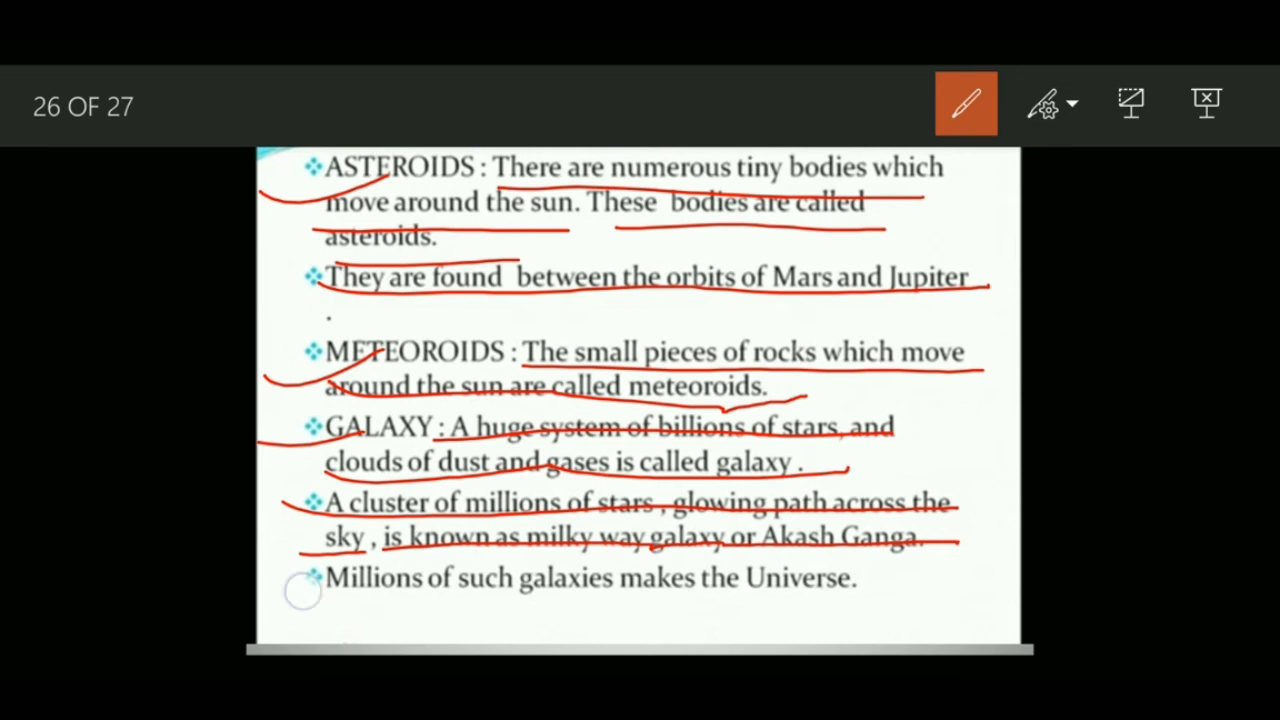 26 OF 27
ASTEROIDS : There are numerous tiny bodies which
move around the sun. These bodies are called
asteroids.
They are found between the orbits of Mars and Jupiter
.
METEOROIDS : The small pieces of rocks which move
around the sun are called meteoroids.
GALAXY : A huge system of billions of stars, and
clouds of dust and gases is called galaxy .
A cluster of millions of stars , glowing path across the
sky , is known as milky way galaxy or Akash Ganga.
Millions of such galaxies makes the Universe.